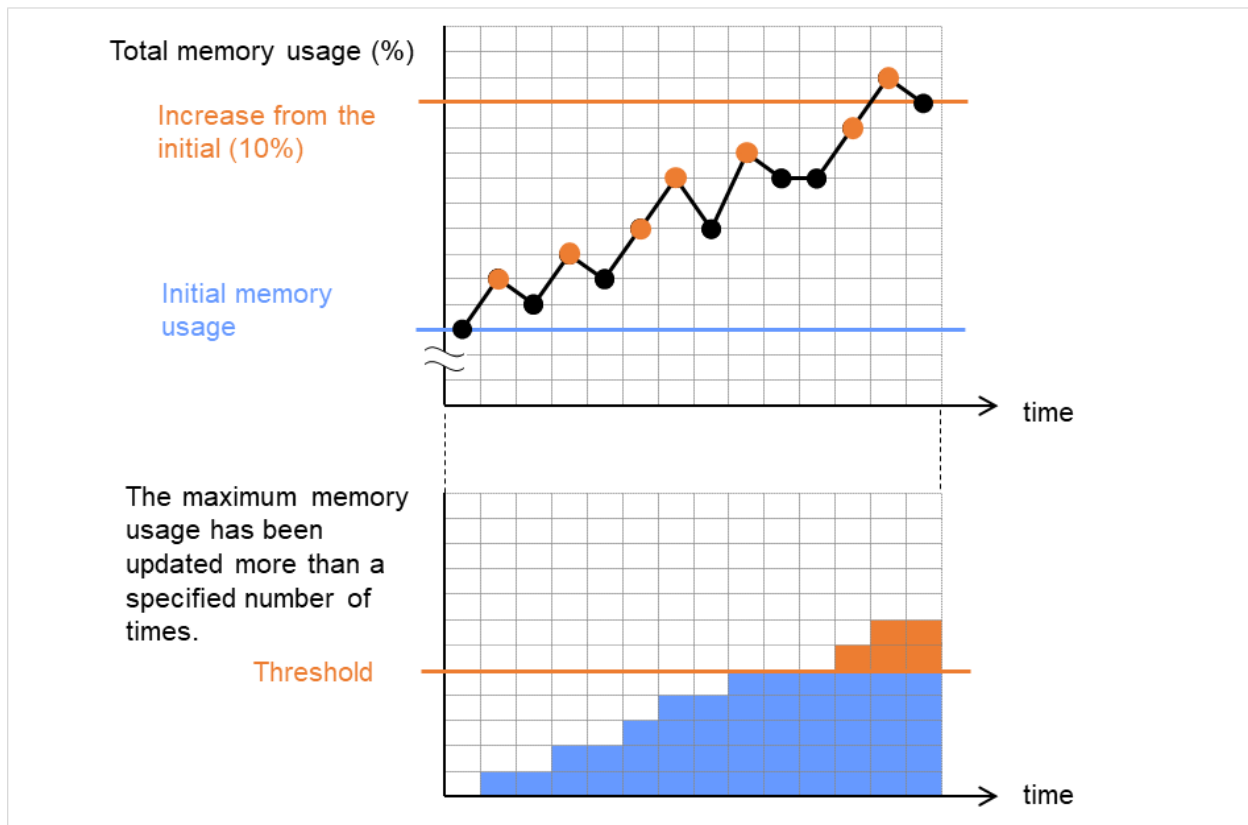 Total memory usage (%)
Increase from the
initial (10%)
Initial memory
usage
time
The maximum memory
usage has been
updated more than a
specified number of
times.
Threshold
time